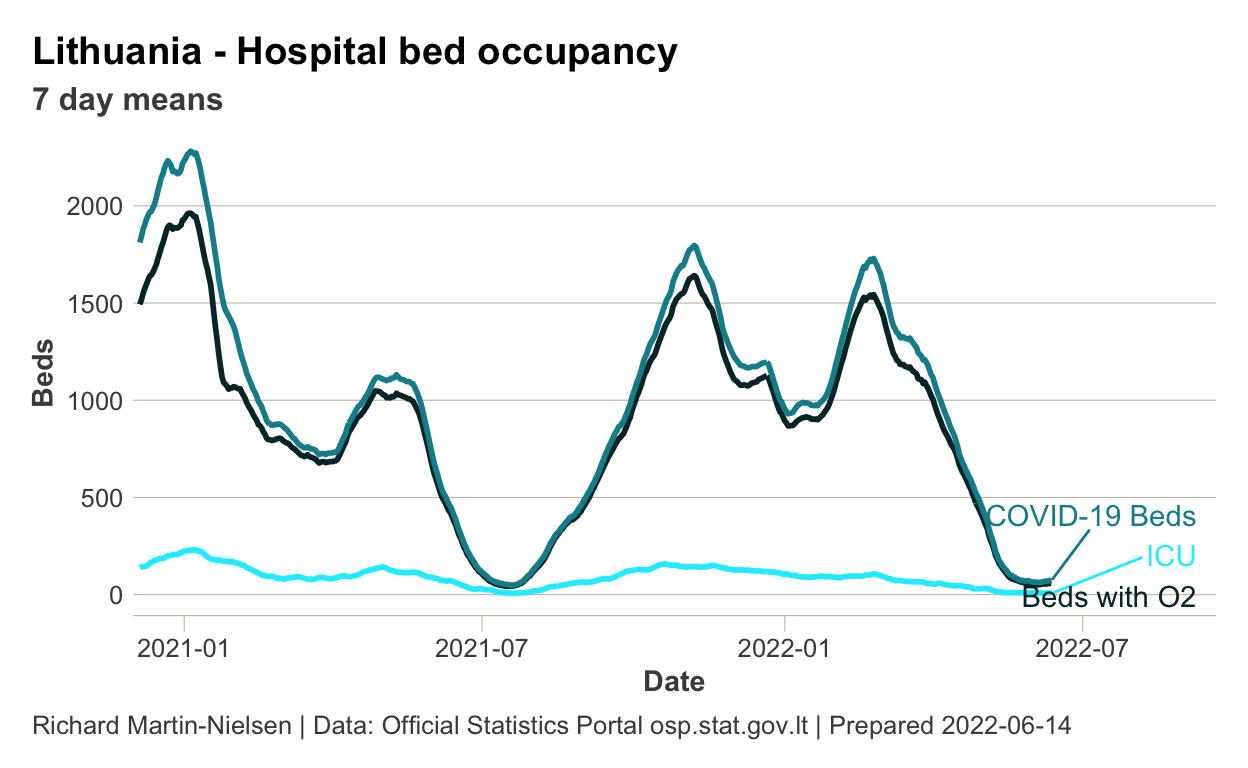 Lithuania - Hospital bed occupancy
7 day means
Beds
2000
1500
1000
500
0
COVID-19 Beds
ICU
Beds with O2
2021-01 2021-07 2022-01 2022-07
Date
Richard Martin-Nielsen | Data: Official Statistics Portal osp.stat.gov.lt | Prepared 2022-06-14